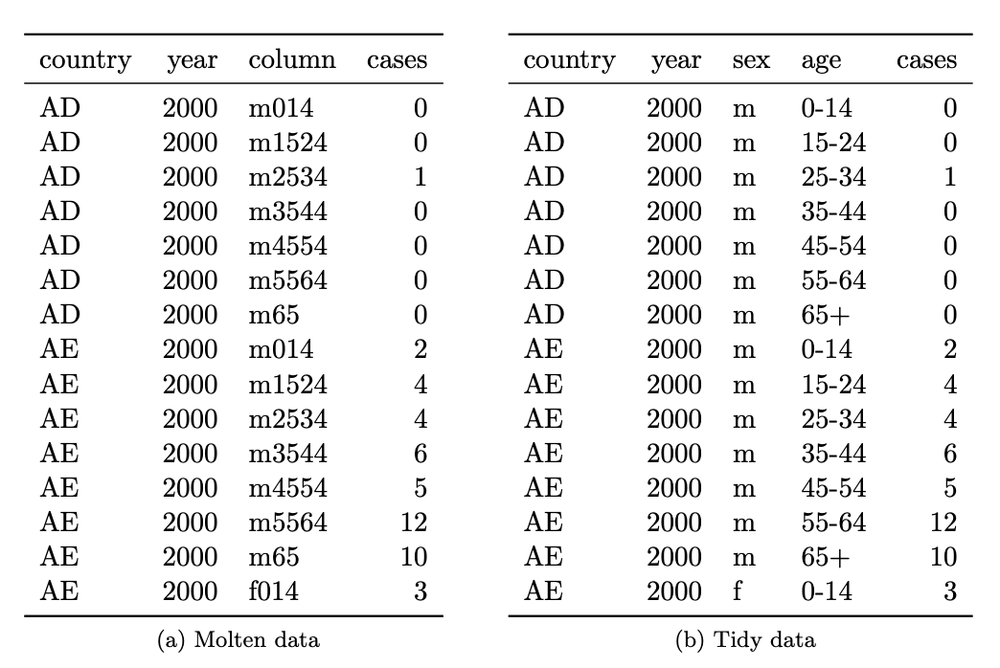 country year column cases
AD 2000 m014 0
AD 2000 m1524 0
AD 2000 m2534 1
AD 2000 m3544 0
AD 2000 m4554 0
AD 2000 m5564 0
AD 2000 m65 0
AE 2000 m014 2
AE 2000 m1524 4
AE 2000 m2534 4
AE 2000 m3544 6
AE 2000 m4554 5
AE 2000 m5564 12
AE 2000 m65 10
AE 2000 f014 3
(a) Molten data
country year sex age cases
AD 2000 m 0-14 0
AD 2000 m 15-24 0
AD 2000 m 25-34 1
AD 2000 m 35-44 0
AD 2000 m 45-54 0
AD 2000 m 55-64 0
AD 2000 m 65+ 0
AE 2000 m 0-14 2
AE 2000 m 15-24 4
AE 2000 m 25-34 4
AE 2000 m 35-44 6
AE 2000 m 45-54 5
AE 2000 m 55-64 12
AE 2000 m 65+ 10
AE 2000 f 0-14 3
(b) Tidy data